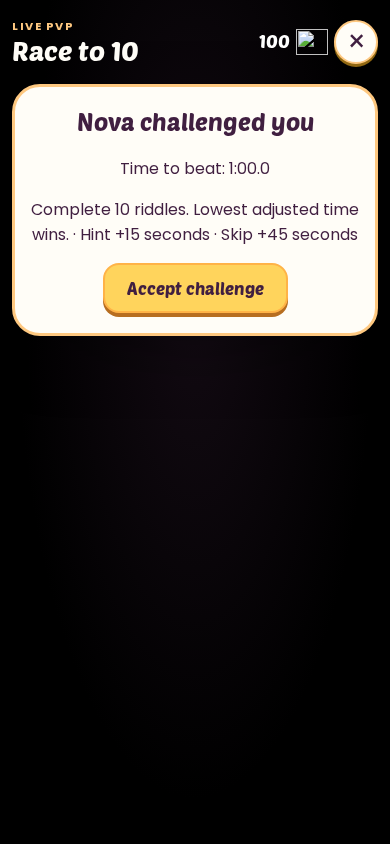 LIVE PVP
Race to 10
100
×
Nova challenged you
Time to beat: 1:00.0
Complete 10 riddles. Lowest adjusted time
wins. · Hint +15 seconds · Skip +45 seconds
Accept challenge